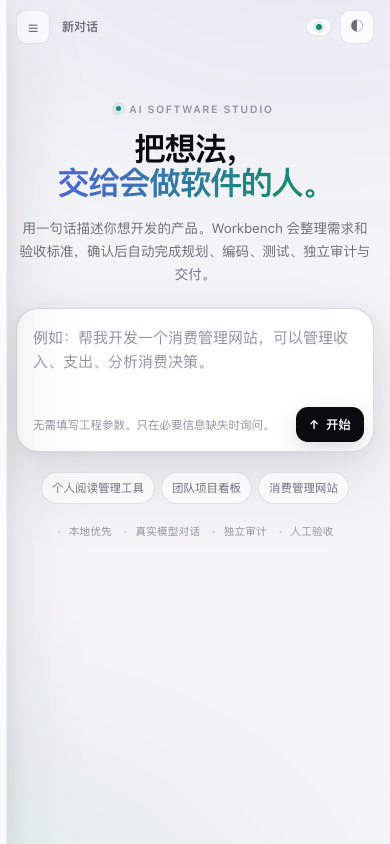 ≡ 新对话
AI SOFTWARE STUDIO
把想法,
交给会做软件的人。
用一句话描述你想开发的产品。Workbench 会整理需求和
验收标准，确认后自动完成规划、编码、测试、独立审计与
交付。
例如：帮我开发一个消费管理网站，可以管理收
入、支出、分析消费决策。
无需填写工程参数。只在必要信息缺失时询问。
↑ 开始
个人阅读管理工具 团队项目看板 消费管理网站
· 本地优先 · 真实模型对话 · 独立审计 · 人工验收